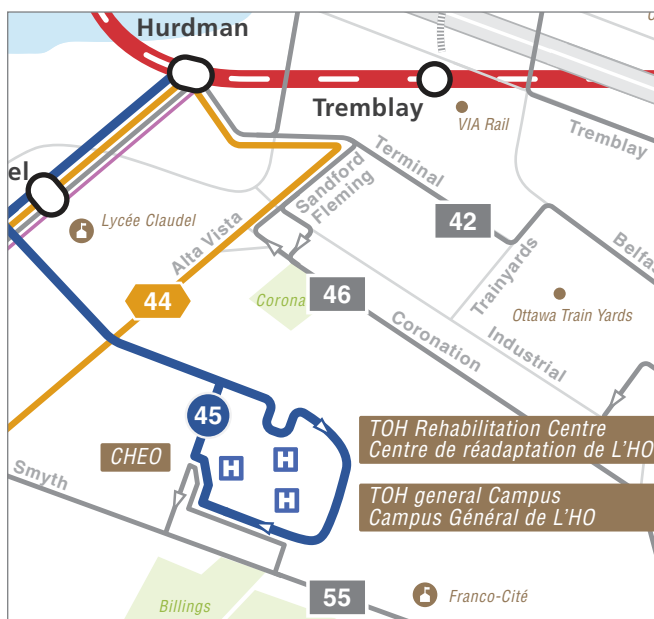 Hurdman
Tremblay
VIA Rail
Tremblay
Terminal
Sandford
Fleming
el
Lycée Claudel
Alta Vista
42
Belfas
Trainyards
44
Corona
46
Ottawa Train Yards
Coronation
Industrial
45
TOH Rehabilitation Centre
Centre de réadaptation de L'HO
CHEO
H
H
H
TOH general Campus
Campus Général de L'HO
Smyth
55
Franco-Cité
Billings